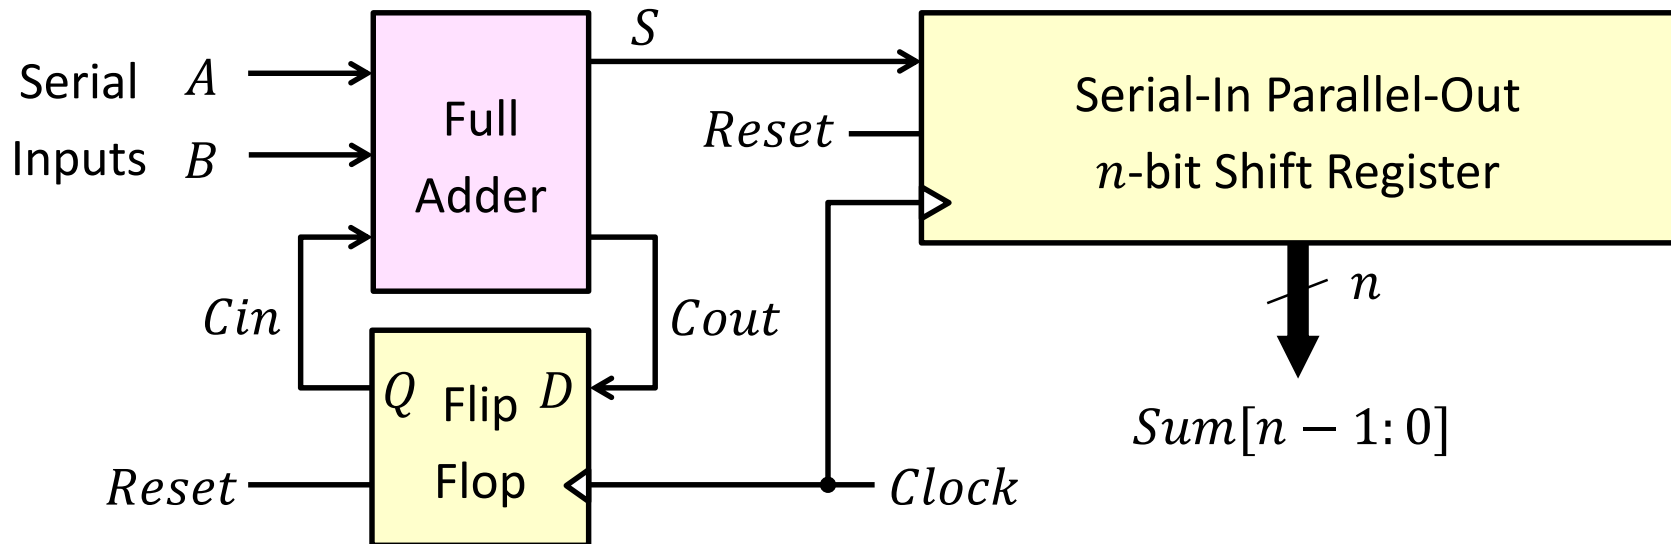 Serial A
Inputs B
Full
Adder
S
Reset
Serial-In Parallel-Out
n-bit Shift Register
n
Sum[n − 1: 0]
Cin
Cout
Q Flip D
Flop
Reset
Clock